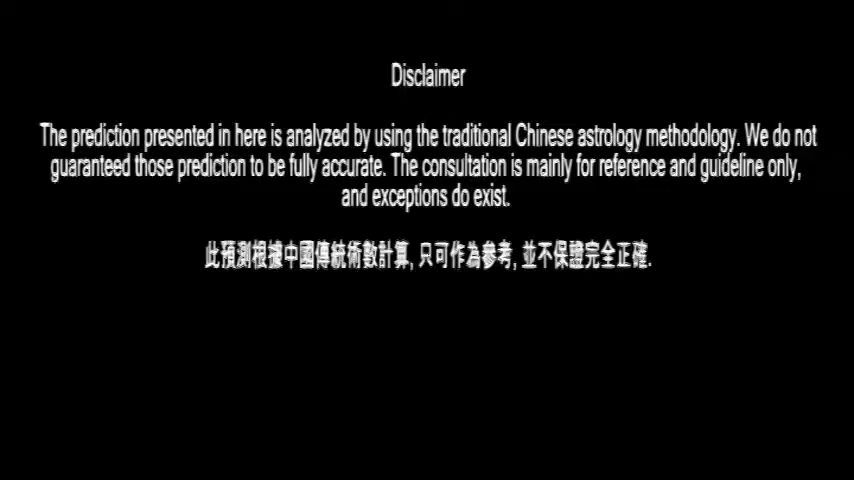 Disclaimer
The prediction presented in here is analyzed by using the traditional Chinese astrology methodology. We do not
guaranteed those prediction to be fully accurate. The consultation is mainly for reference and guideline only,
and exceptions do exist.
此預測根據中國傳統術數計算, 只可作為參考, 並不保證完全正確.